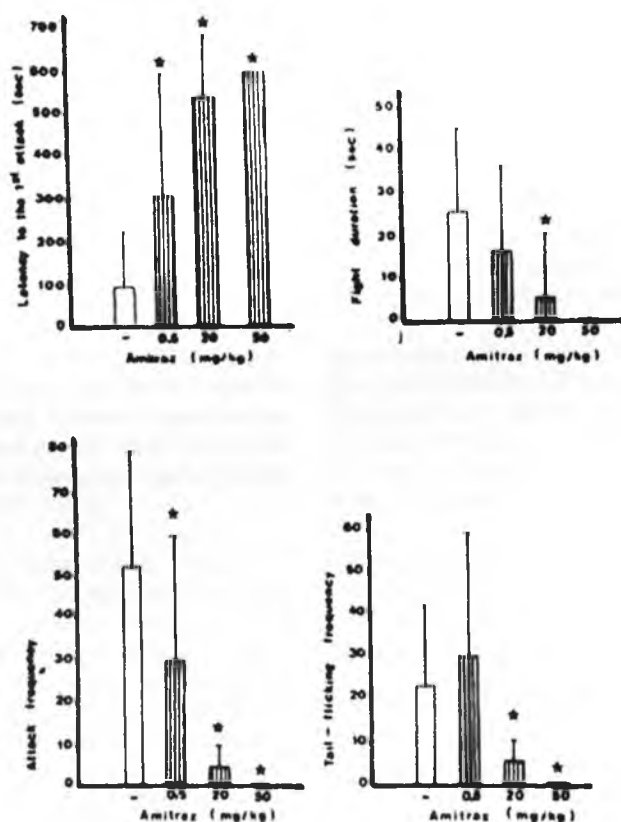 Latency to the 1st attack (sec)
700
600
500
400
300
200
100
0
- 0.5 20 50
Amitraz (mg/kg)
Fight duration (sec)
50
40
30
20
10
0
- 0.5 20 50
Amitraz (mg/kg)
Attack frequency
80
70
60
50
40
30
20
10
0
- 0.5 20 50
Amitraz (mg/kg)
Tail-flicking frequency
60
50
40
30
20
10
0
- 0.5 20 50
Amitraz (mg/kg)